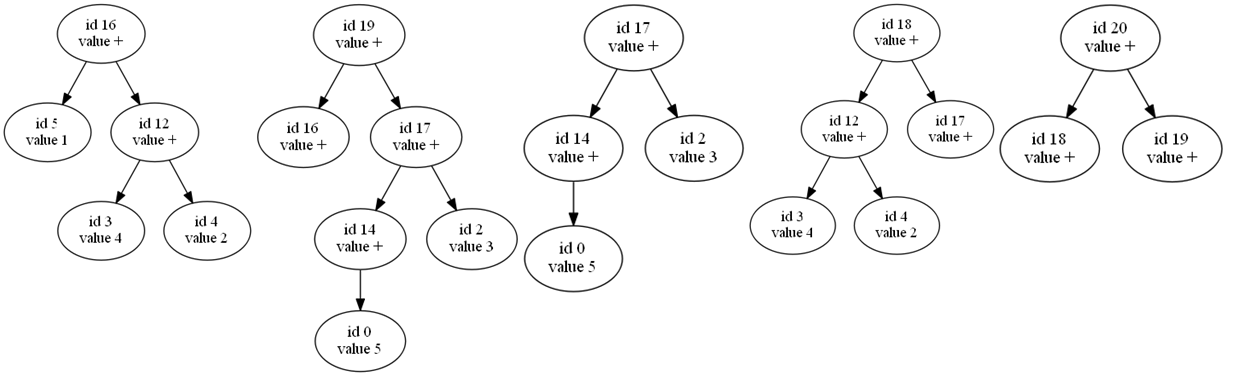 id 16
value +
id 5
value 1
id 12
value +
id 3
value 4
id 4
value 2
id 19
value +
id 16
value +
id 17
value +
id 14
value +
id 2
value 3
id 0
value 5
id 17
value +
id 14
value +
id 2
value 3
id 0
value 5
id 18
value +
id 12
value +
id 17
value +
id 3
value 4
id 4
value 2
id 20
value +
id 18
value +
id 19
value +